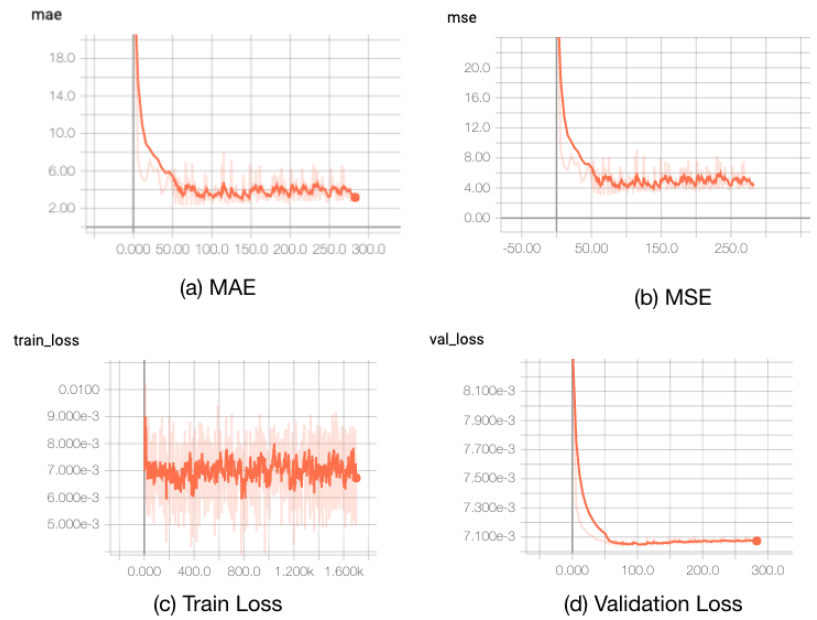 mae
18.0
14.0
10.0
6.00
2.00
0.000 50.00 100.0 150.0 200.0 250.0 300.0
(a) MAE
mse
20.0
16.0
12.0
8.00
4.00
0.00
-50.00 50.00 150.0 250.0
(b) MSE
train_loss
0.0100
9.000e-3
8.000e-3
7.000e-3
6.000e-3
5.000e-3
0.000 400.0 800.0 1.200k 1.600k
(c) Train Loss
val_loss
8.100e-3
7.900e-3
7.700e-3
7.500e-3
7.300e-3
7.100e-3
0.000 100.0 200.0 300.0
(d) Validation Loss